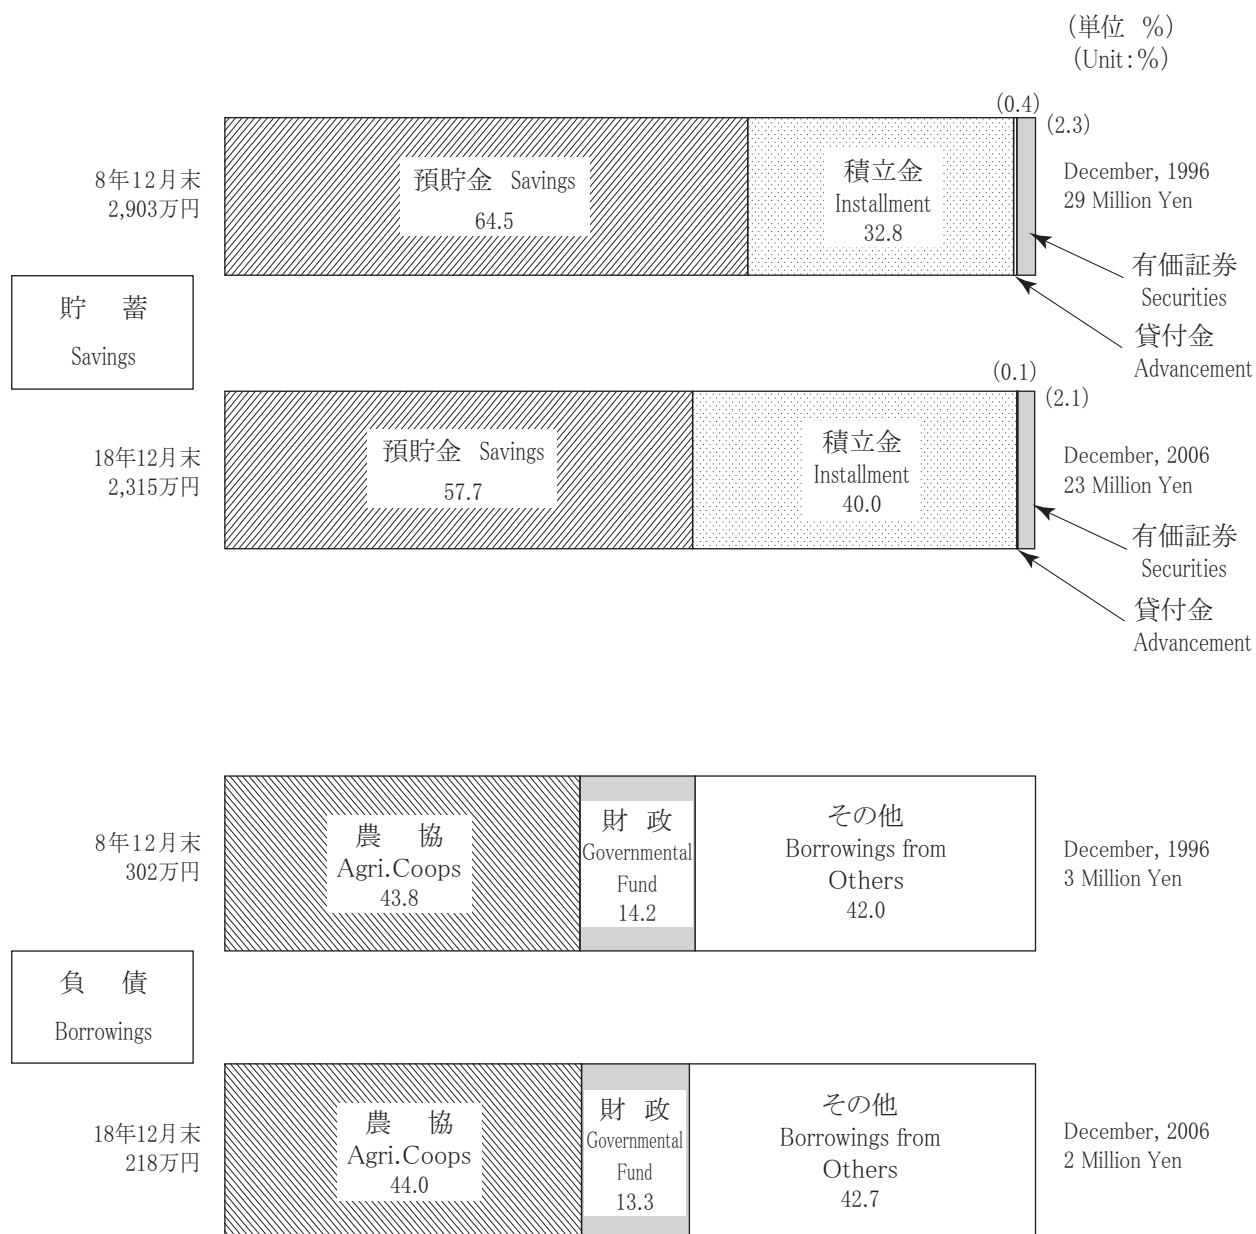 (単位 %)
(Unit:%)
(0.4)
(2.3)
8年12月末
2,903万円
預貯金 Savings
64.5
積立金
Installment
32.8
December, 1996
29 Million Yen
有価証券
Securities
貸付金
Advancement
貯 蓄
Savings
(0.1)
(2.1)
18年12月末
2,315万円
預貯金 Savings
57.7
積立金
Installment
40.0
December, 2006
23 Million Yen
有価証券
Securities
貸付金
Advancement
8年12月末
302万円
農 協
Agri.Coops
43.8
財 政
Governmental
Fund
14.2
その他
Borrowings from
Others
42.0
December, 1996
3 Million Yen
負 債
Borrowings
18年12月末
218万円
農 協
Agri.Coops
44.0
財 政
Governmental
Fund
13.3
その他
Borrowings from
Others
42.7
December, 2006
2 Million Yen